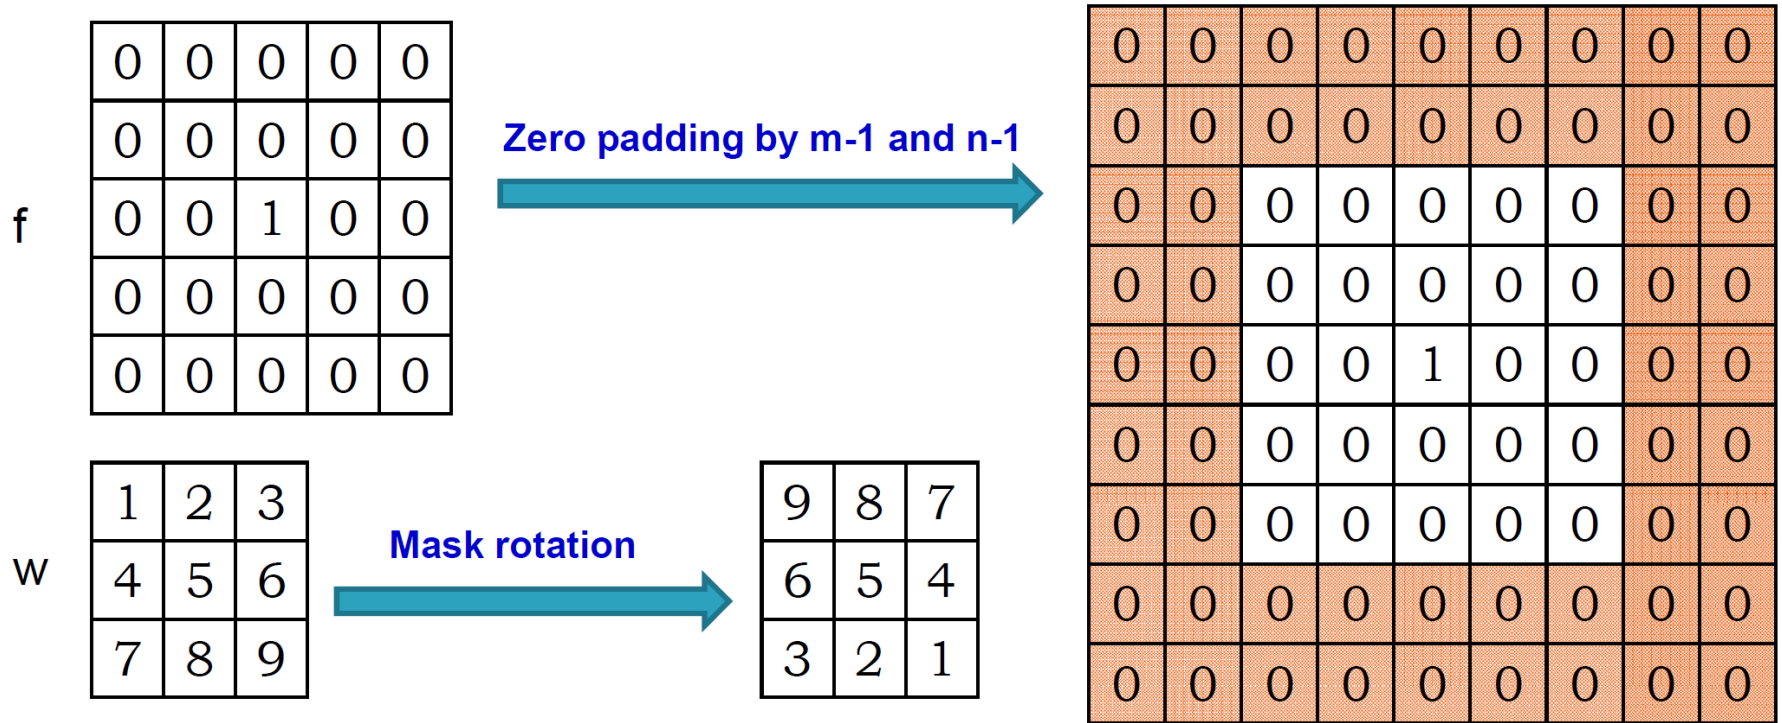 f
0 0 0 0 0
0 0 0 0 0
0 0 1 0 0
0 0 0 0 0
0 0 0 0 0
Zero padding by m-1 and n-1
0 0 0 0 0 0 0 0 0
0 0 0 0 0 0 0 0 0
0 0 0 0 0 0 0 0 0
0 0 0 0 0 0 0 0 0
0 0 0 0 1 0 0 0 0
0 0 0 0 0 0 0 0 0
0 0 0 0 0 0 0 0 0
0 0 0 0 0 0 0 0 0
0 0 0 0 0 0 0 0 0
w
1 2 3
4 5 6
7 8 9
Mask rotation
9 8 7
6 5 4
3 2 1